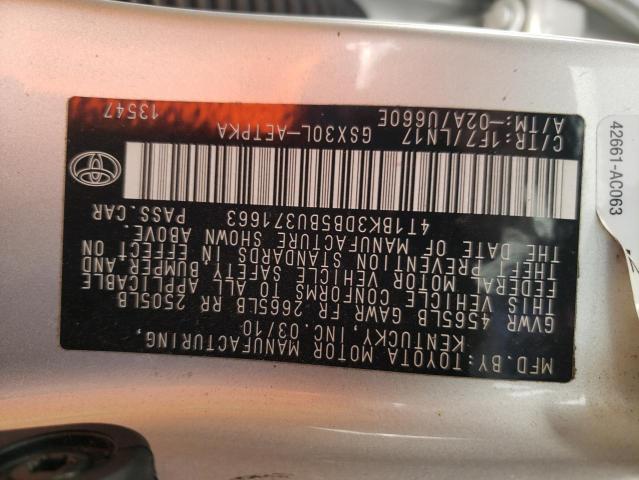 MFD. BY: TOYOTA MOTOR MANUFACTURING,
KENTUCKY, INC. 03/10
GVWR 4565LB GAWR FR 2665LB RR 2505LB
THIS VEHICLE CONFORMS TO ALL APPLICABLE
FEDERAL MOTOR VEHICLE SAFETY BUMPER AND
THEFT PREVENTION STANDARDS IN EFFECT ON
THE DATE OF MANUFACTURE SHOWN ABOVE.
4T1BK3DB5BU371663 PASS. CAR
C/TR: 1F7/LN17 GSX30L-AETPKA
A/TM: -02A/U660E 13547
42661-AC063